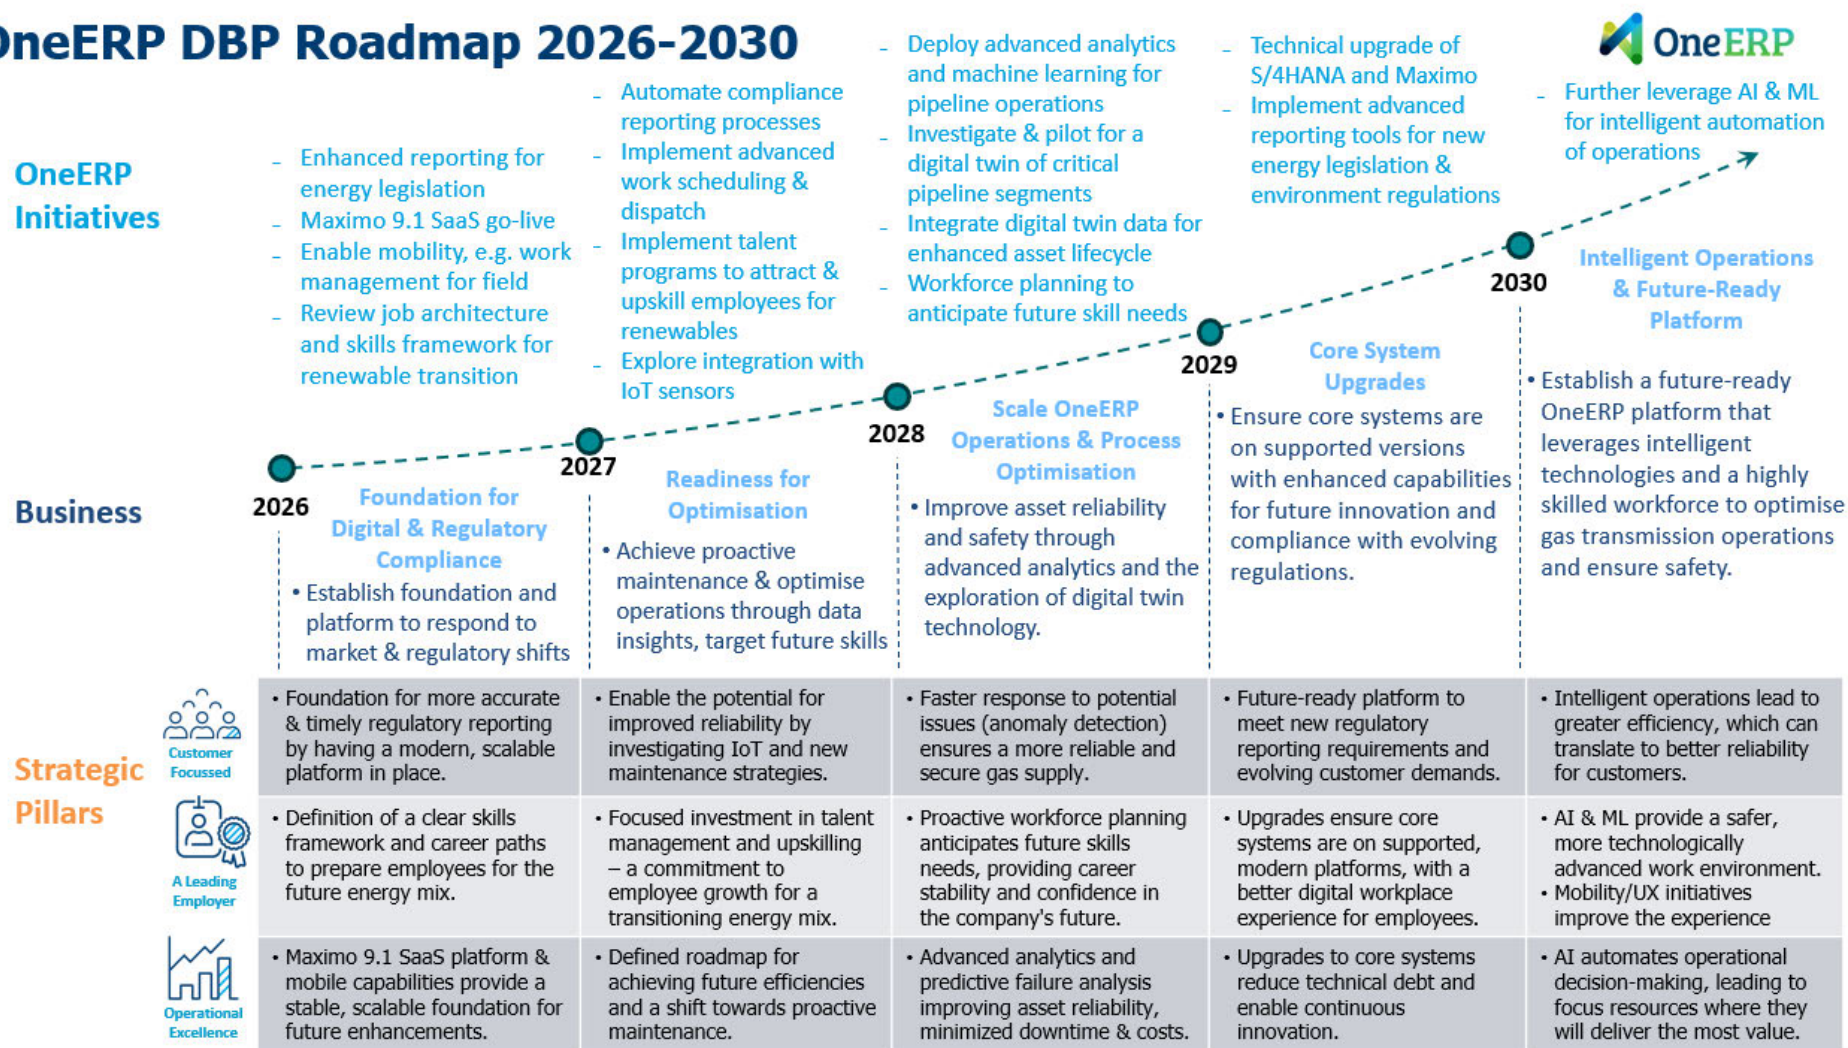 OneERP DBP Roadmap 2026-2030
OneERP
OneERP
Initiatives
– Enhanced reporting for
energy legislation
– Maximo 9.1 SaaS go-live
– Enable mobility, e.g. work
management for field
– Review job architecture
and skills framework for
renewable transition
– Automate compliance
reporting processes
– Implement advanced
work scheduling &
dispatch
– Implement talent
programs to attract &
upskill employees for
renewables
– Explore integration with
IoT sensors
– Deploy advanced analytics
and machine learning for
pipeline operations
– Investigate & pilot for a
digital twin of critical
pipeline segments
– Integrate digital twin data for
enhanced asset lifecycle
– Workforce planning to
anticipate future skill needs
– Technical upgrade of
S/4HANA and Maximo
– Implement advanced
reporting tools for new
energy legislation &
environment regulations
– Further leverage AI & ML
for intelligent automation
of operations
Business
2026
Foundation for
Digital & Regulatory
Compliance
• Establish foundation and
platform to respond to
market & regulatory shifts
2027
Readiness for
Optimisation
• Achieve proactive
maintenance & optimise
operations through data
insights, target future skills
2028
Scale OneERP
Operations & Process
Optimisation
• Improve asset reliability
and safety through
advanced analytics and the
exploration of digital twin
technology.
2029
Core System
Upgrades
• Ensure core systems are
on supported versions
with enhanced capabilities
for future innovation and
compliance with evolving
regulations.
2030
Intelligent Operations
& Future-Ready
Platform
• Establish a future-ready
OneERP platform that
leverages intelligent
technologies and a highly
skilled workforce to optimise
gas transmission operations
and ensure safety.
Strategic
Pillars
Customer
Focussed
• Foundation for more accurate
& timely regulatory reporting
by having a modern, scalable
platform in place.
• Enable the potential for
improved reliability by
investigating IoT and new
maintenance strategies.
• Faster response to potential
issues (anomaly detection)
ensures a more reliable and
secure gas supply.
• Future-ready platform to
meet new regulatory
reporting requirements and
evolving customer demands.
• Intelligent operations lead to
greater efficiency, which can
translate to better reliability
for customers.
A Leading
Employer
• Definition of a clear skills
framework and career paths
to prepare employees for the
future energy mix.
• Focused investment in talent
management and upskilling
– a commitment to
employee growth for a
transitioning energy mix.
• Proactive workforce planning
anticipates future skills
needs, providing career
stability and confidence in
the company's future.
• Upgrades ensure core
systems are on supported,
modern platforms, with a
better digital workplace
experience for employees.
• AI & ML provide a safer,
more technologically
advanced work environment.
• Mobility/UX initiatives
improve the experience
Operational
Excellence
• Maximo 9.1 SaaS platform &
mobile capabilities provide a
stable, scalable foundation for
future enhancements.
• Defined roadmap for
achieving future efficiencies
and a shift towards proactive
maintenance.
• Advanced analytics and
predictive failure analysis
improving asset reliability,
minimized downtime & costs.
• Upgrades to core systems
reduce technical debt and
enable continuous
innovation.
• AI automates operational
decision-making, leading to
focus resources where they
will deliver the most value.